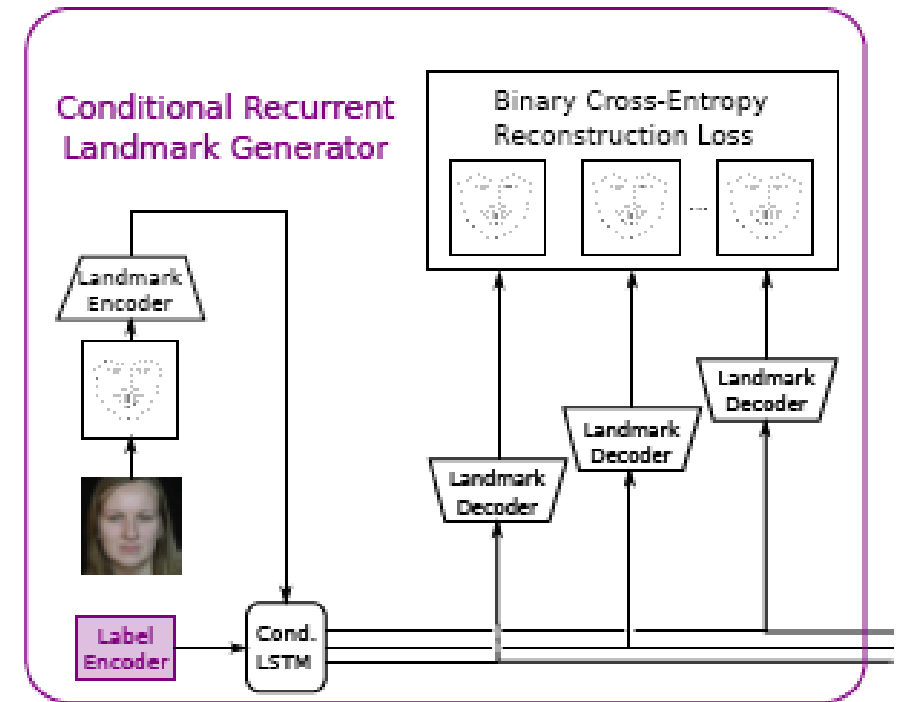 Conditional Recurrent
Landmark Generator
Binary Cross-Entropy
Reconstruction Loss
....
Landmark
Encoder
Landmark
Decoder
Landmark
Decoder
Landmark
Decoder
Label
Encoder
Cond.
LSTM